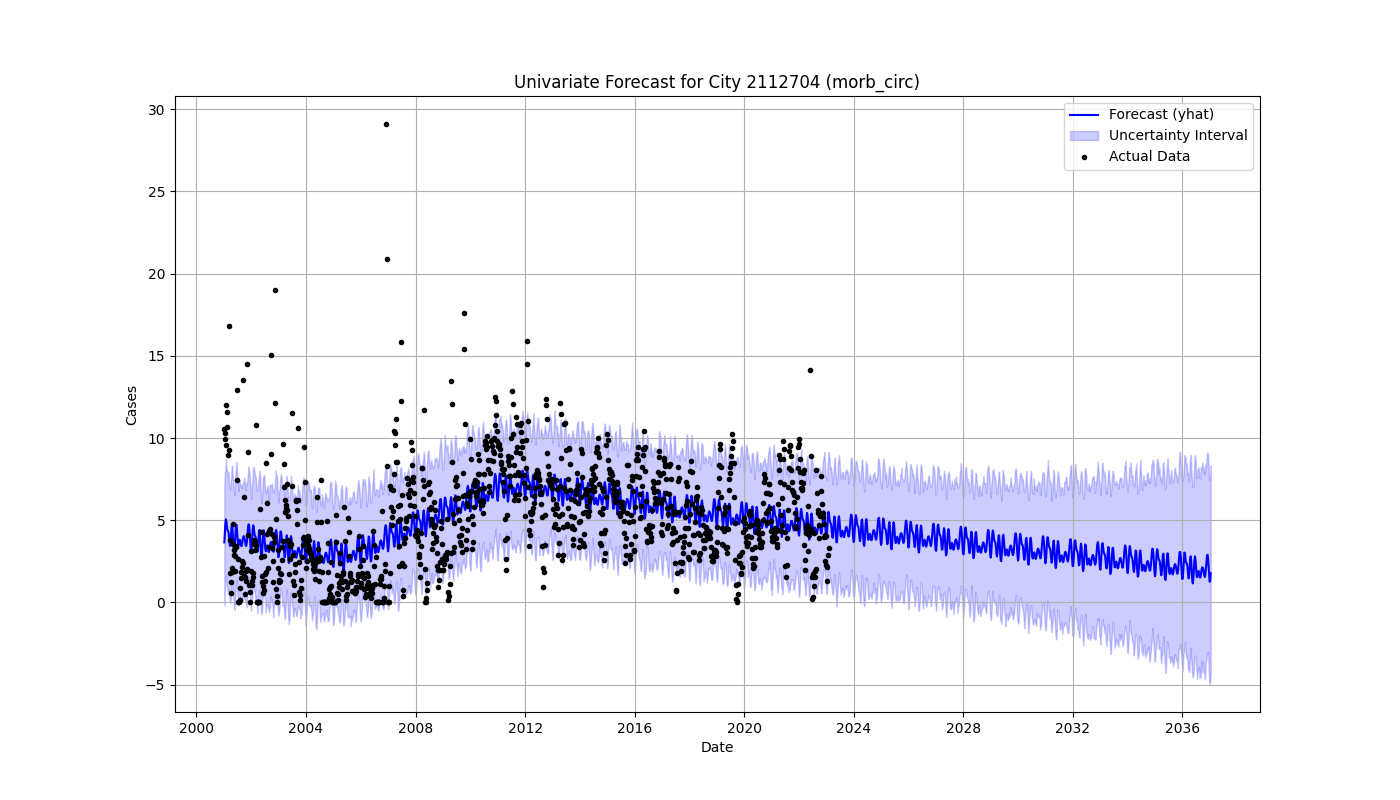 Univariate Forecast for City 2112704 (morb_circ)
Forecast (yhat)
Uncertainty Interval
Actual Data
30
25
20
15
10
5
0
−5
Cases
2000 2004 2008 2012 2016 2020 2024 2028 2032 2036
Date